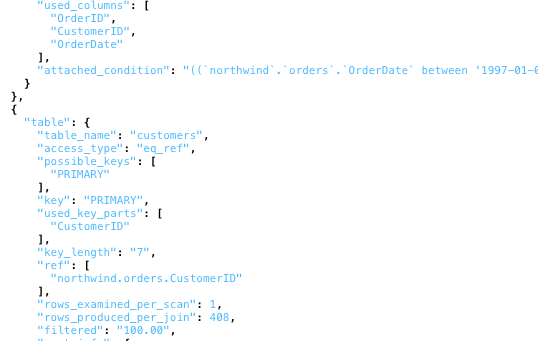 "used_columns": [
"OrderID",
"CustomerID",
"OrderDate"
],
"attached_condition": "((`northwind`.`orders`.`OrderDate` between '1997-01-0
}
},
{
"table": {
"table_name": "customers",
"access_type": "eq_ref",
"possible_keys": [
"PRIMARY"
],
"key": "PRIMARY",
"used_key_parts": [
"CustomerID"
],
"key_length": "7",
"ref": [
"northwind.orders.CustomerID"
],
"rows_examined_per_scan": 1,
"rows_produced_per_join": 408,
"filtered": "100.00",